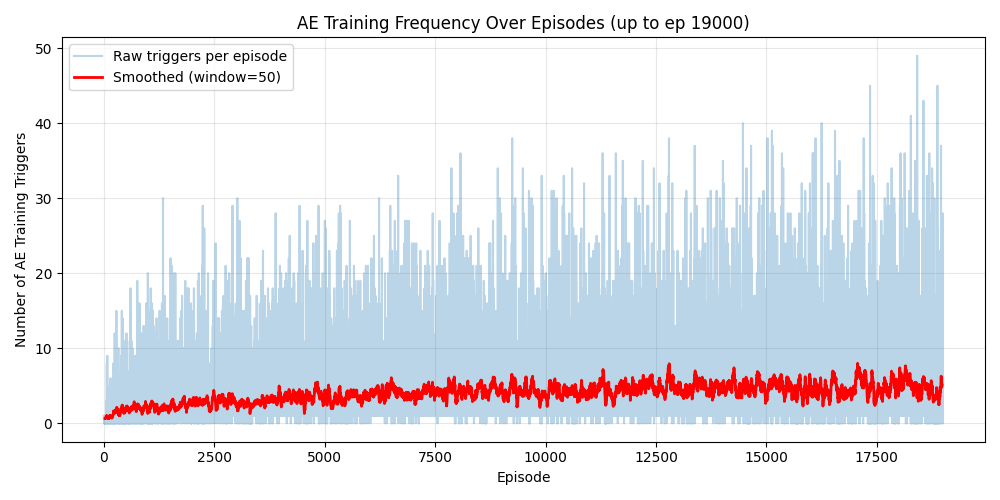 AE Training Frequency Over Episodes (up to ep 19000)
Raw triggers per episode
Smoothed (window=50)
Number of AE Training Triggers
50
40
30
20
10
0
0 2500 5000 7500 10000 12500 15000 17500
Episode